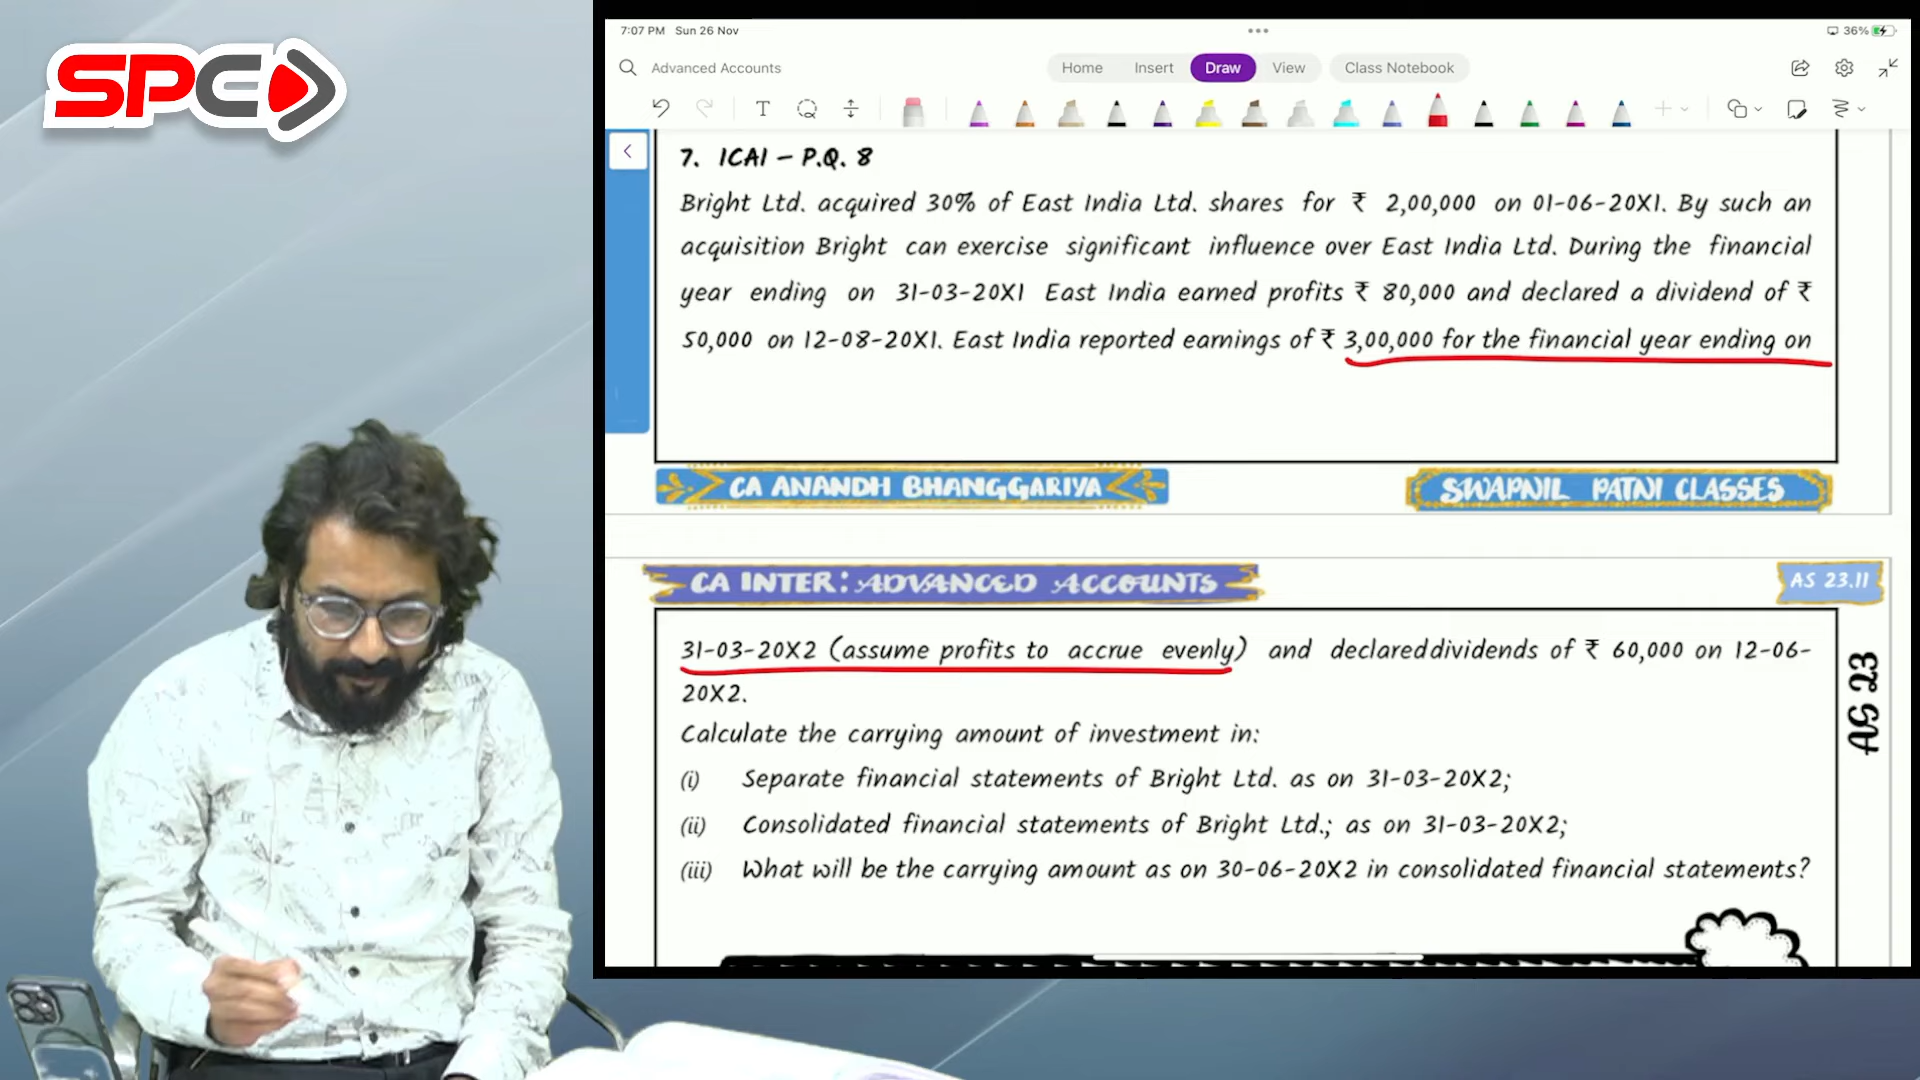 SPC
7:07 PM Sun 26 Nov
36%
Advanced Accounts
Home Insert Draw View Class Notebook
T
7. ICAI – P.Q. 8
Bright Ltd. acquired 30% of East India Ltd. shares for ₹ 2,00,000 on 01-06-20X1. By such an
acquisition Bright can exercise significant influence over East India Ltd. During the financial
year ending on 31-03-20X1 East India earned profits ₹ 80,000 and declared a dividend of ₹
50,000 on 12-08-20X1. East India reported earnings of ₹ 3,00,000 for the financial year ending on
CA ANANDH BHANGGARIYA
SWAPNIL PATNI CLASSES
CA INTER: ADVANCED ACCOUNTS
AS 23.11
31-03-20X2 (assume profits to accrue evenly) and declareddividends of ₹ 60,000 on 12-06-
20X2.
Calculate the carrying amount of investment in:
(i) Separate financial statements of Bright Ltd. as on 31-03-20X2;
(ii) Consolidated financial statements of Bright Ltd.; as on 31-03-20X2;
(iii) What will be the carrying amount as on 30-06-20X2 in consolidated financial statements?
AS 23